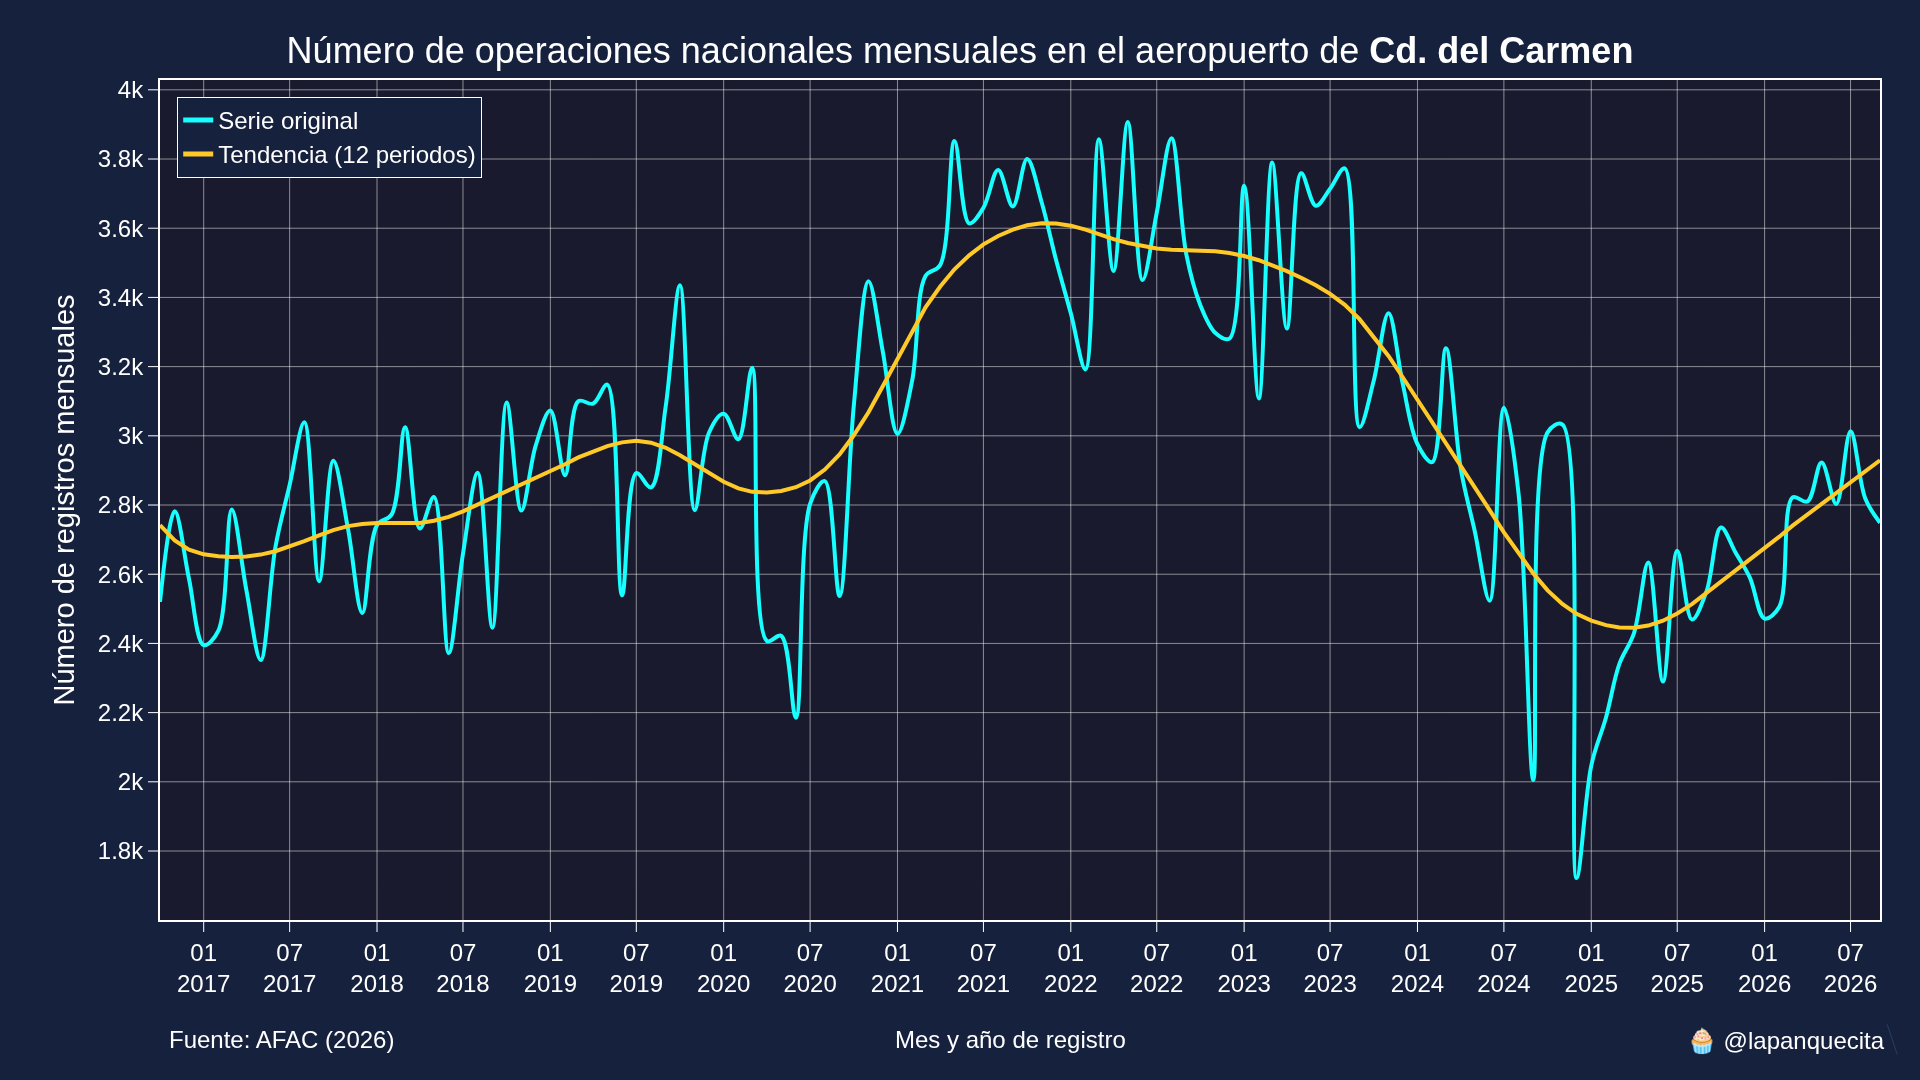 Número de operaciones nacionales mensuales en el aeropuerto de Cd. del Carmen
Serie original
Tendencia (12 periodos)
Número de registros mensuales
4k
3.8k
3.6k
3.4k
3.2k
3k
2.8k
2.6k
2.4k
2.2k
2k
1.8k
01 07 01 07 01 07 01 07 01 07 01 07 01 07 01 07 01 07 01 07
2017 2017 2018 2018 2019 2019 2020 2020 2021 2021 2022 2022 2023 2023 2024 2024 2025 2025 2026 2026
Fuente: AFAC (2026)
Mes y año de registro
🧁 @lapanquecita